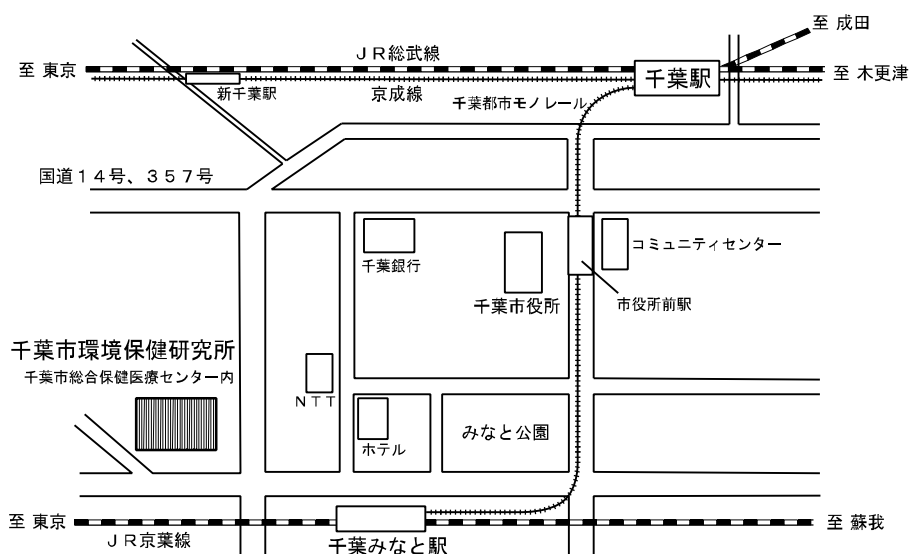 至 成田
ＪＲ総武線
至 東京
千葉駅
至 木更津
新千葉駅
京成線
千葉都市モノレール
国道１４号、３５７号
千葉銀行
コミュニティセンター
千葉市役所
市役所前駅
千葉市環境保健研究所
千葉市総合保健医療センター内
ＮＴＴ
ホテル
みなと公園
至 東京
至 蘇我
ＪＲ京葉線
千葉みなと駅